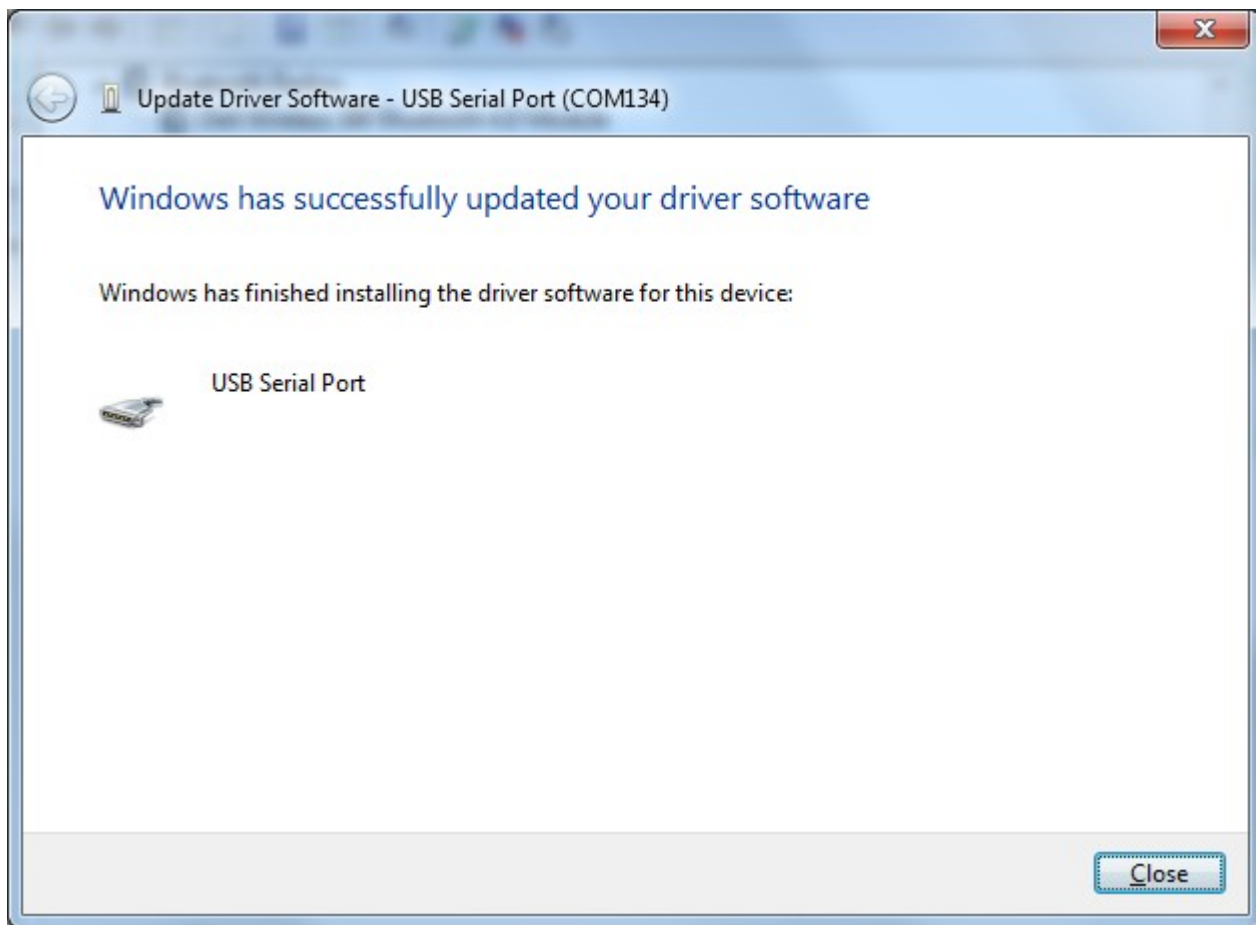 Update Driver Software - USB Serial Port (COM134)
Windows has successfully updated your driver software
Windows has finished installing the driver software for this device:
USB Serial Port
Close